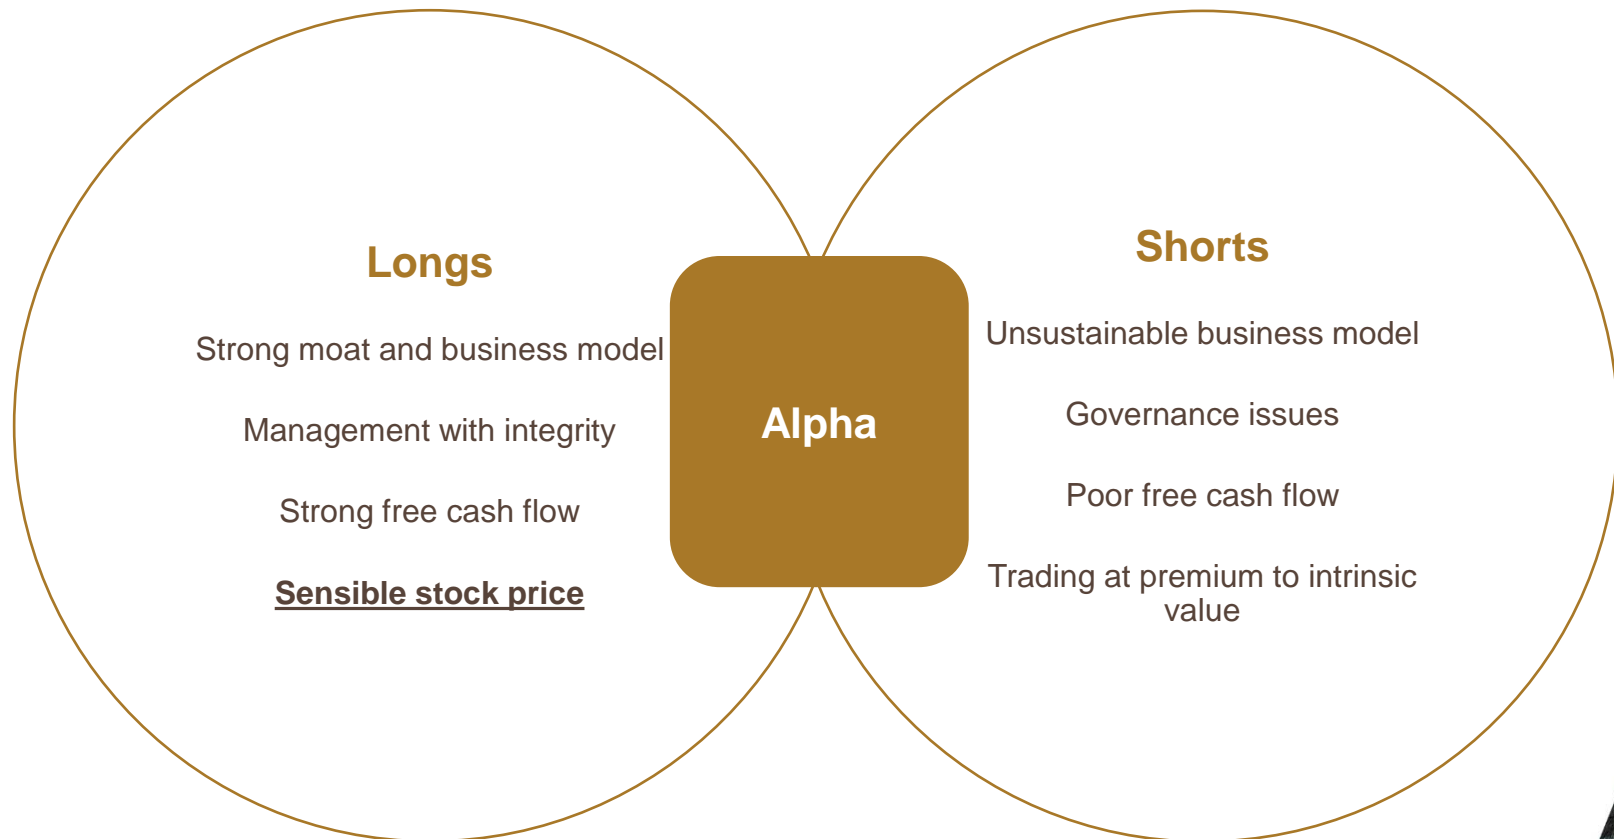 Longs
Strong moat and business model
Management with integrity
Strong free cash flow
Sensible stock price
Alpha
Shorts
Unsustainable business model
Governance issues
Poor free cash flow
Trading at premium to intrinsic
value